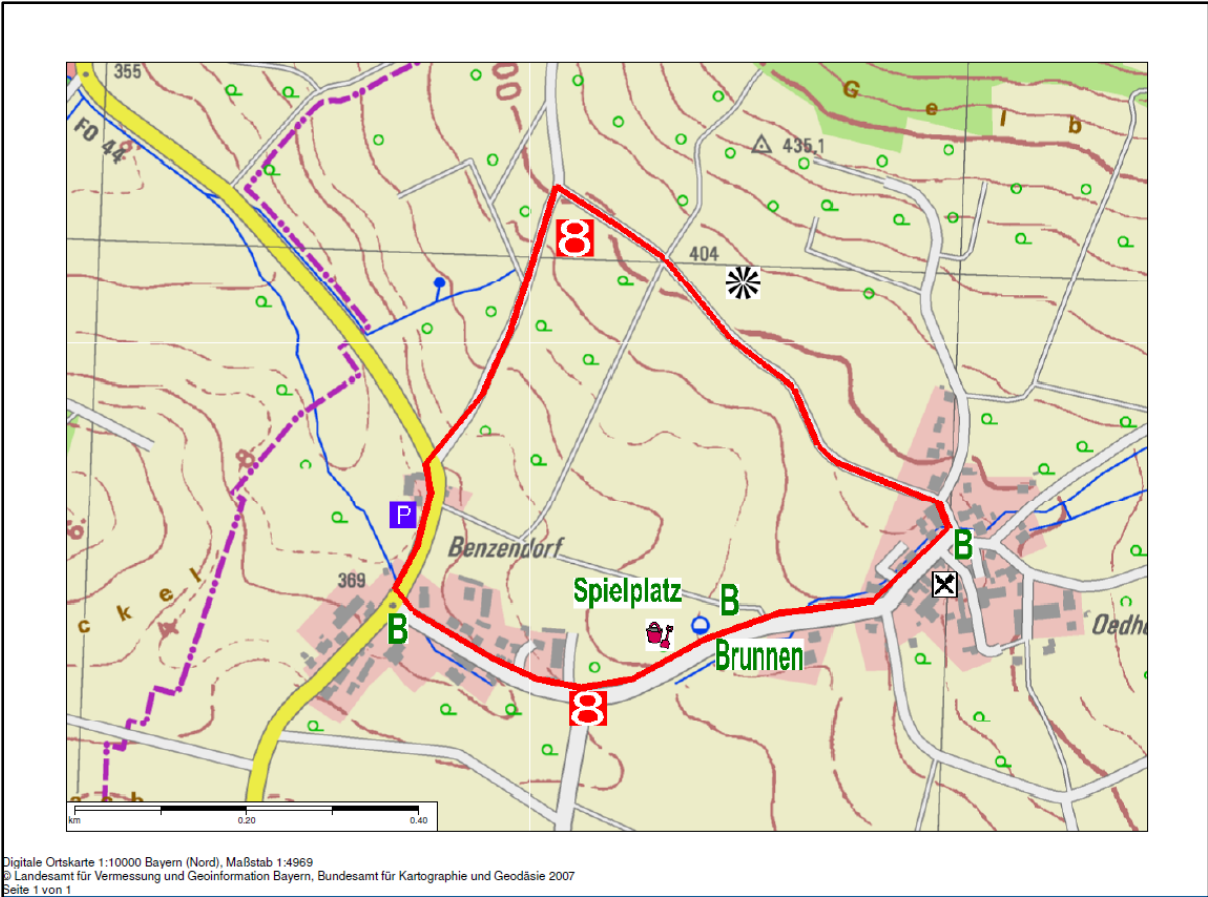 355
FO 44
435,1
G e l b
8
404
P
Benzendorf
369
c k e l
Spielplatz
B
B
B
Brunnen
8
km
0.20
0.40
Digitale Ortskarte 1:10000 Bayern (Nord), Maßstab 1:4969
© Landesamt für Vermessung und Geoinformation Bayern, Bundesamt für Kartographie und Geodäsie 2007
Seite 1 von 1